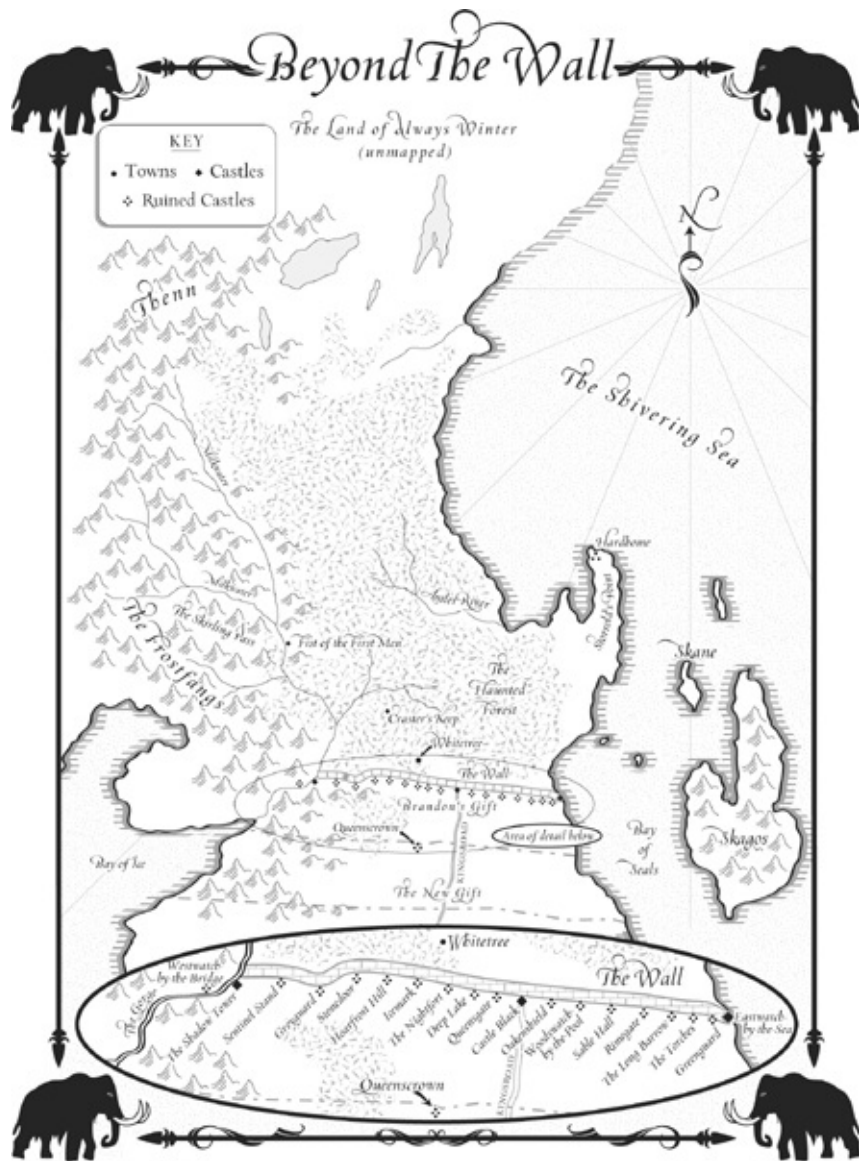 Beyond The Wall
The Land of Always Winter
(unmapped)
KEY
Towns
Castles
Ruined Castles
N
Thenn
The Shivering Sea
Milkwater
Hardhome
Storrold's Point
Antler River
Milkwater
The Skirling Pass
The Frostfangs
Fist of the First Men
The
Haunted
Forest
Skane
Craster's Keep
Whitetree
The Wall
Brandon's Gift
Queenscrown
Area of detail below
KINGSROAD
Bay of Ice
Bay
of
Seals
Skagos
The New Gift
Whitetree
The Wall
Westwatch
by the Bridge
The Gorge
The Shadow Tower
Sentinel Stand
Greyguard
Stonedoor
Hoarfrost Hill
Icemark
The Nightfort
Deep Lake
Queensgate
Castle Black
Oakenshield
Woodswatch
by the Pool
Sable Hall
Rimegate
The Long Barrow
The Torches
Greenguard
Eastwatch
by the Sea
KINGSROAD
Queenscrown